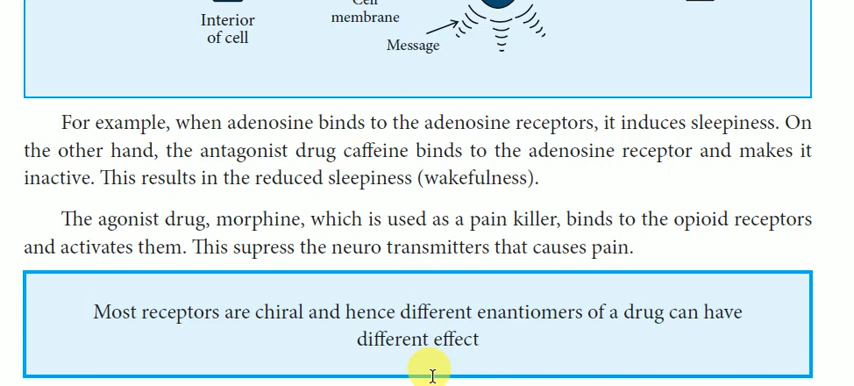 Cell
membrane
Interior
of cell
Message
For example, when adenosine binds to the adenosine receptors, it induces sleepiness. On
the other hand, the antagonist drug caffeine binds to the adenosine receptor and makes it
inactive. This results in the reduced sleepiness (wakefulness).
The agonist drug, morphine, which is used as a pain killer, binds to the opioid receptors
and activates them. This supress the neuro transmitters that causes pain.
Most receptors are chiral and hence different enantiomers of a drug can have
different effect